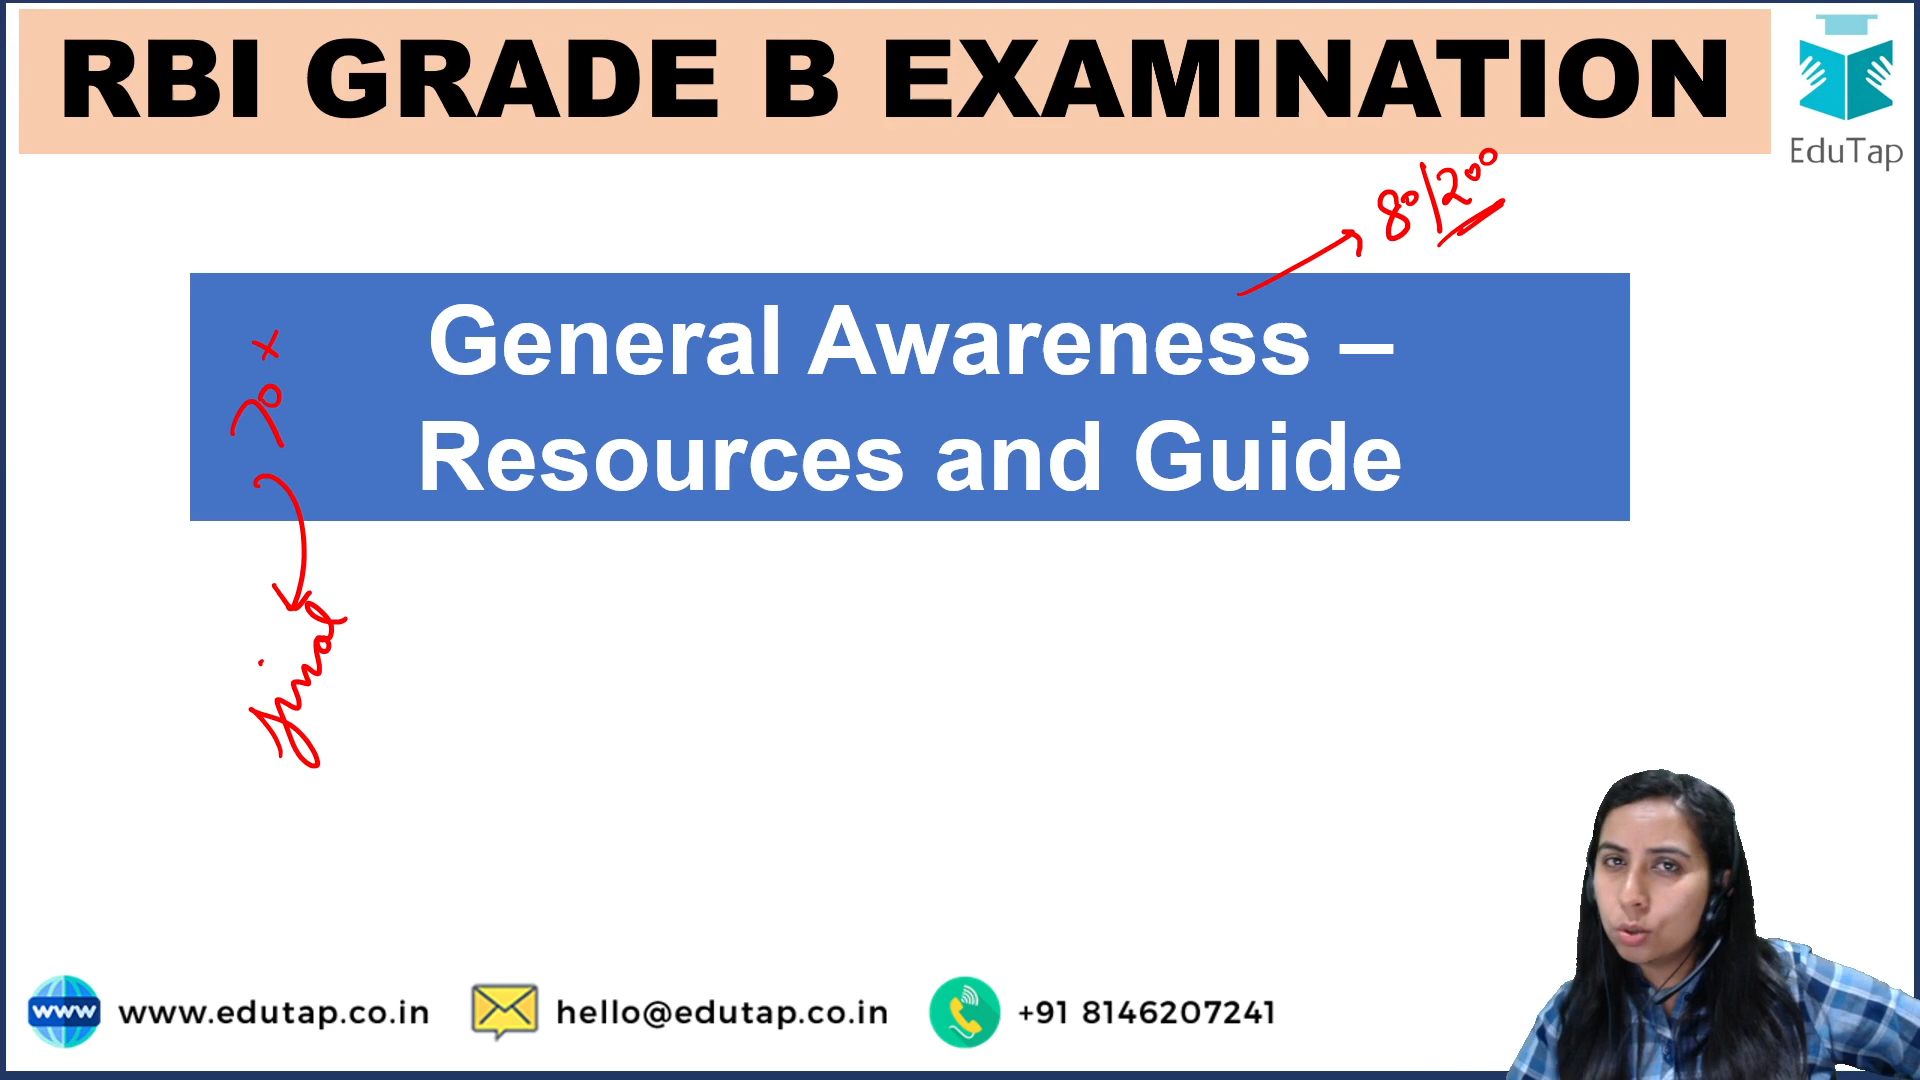 RBI GRADE B EXAMINATION
EduTap
80/200
General Awareness –
Resources and Guide
70+
final
www
www.edutap.co.in
hello@edutap.co.in
+91 8146207241